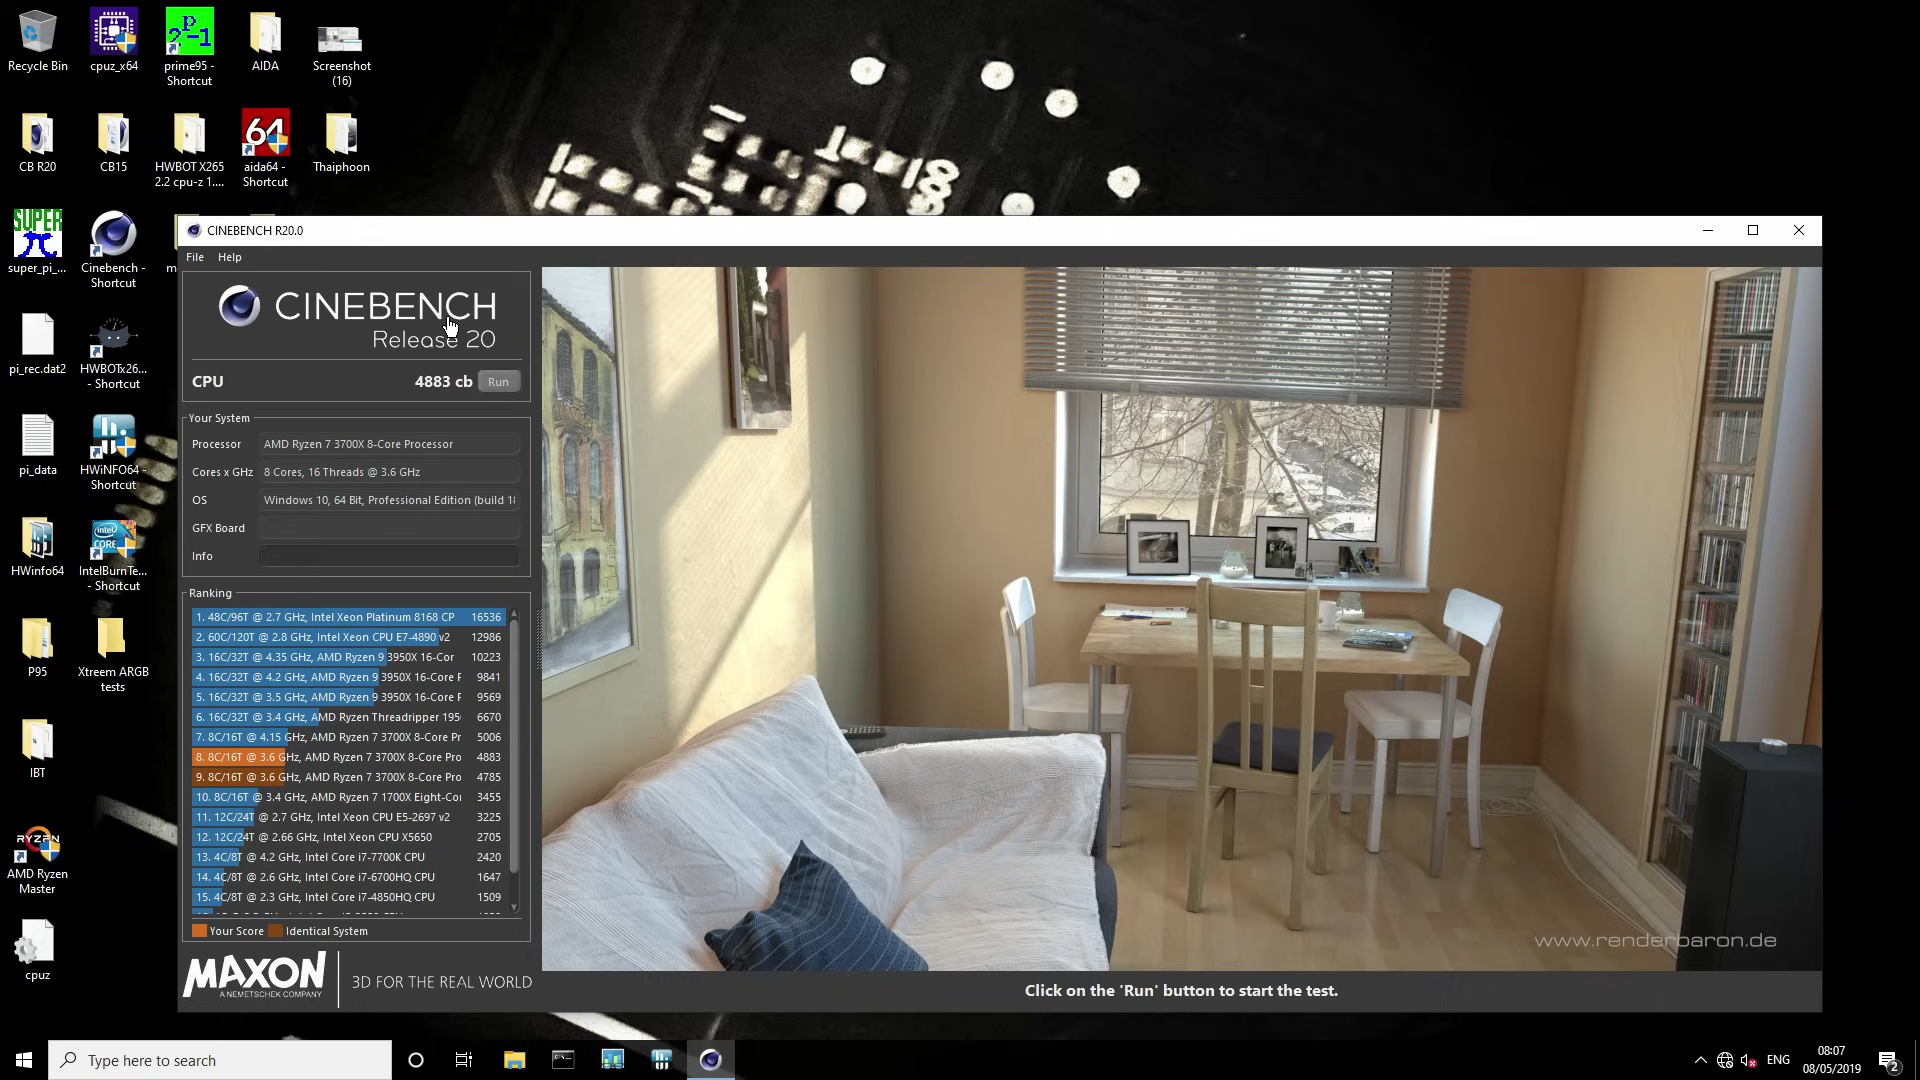 Recycle Bin
cpuz_x64
prime95 -
Shortcut
AIDA
Screenshot
(16)
CB R20
CB15
HWBOT X265
2.2 cpu-z 1....
aida64 -
Shortcut
Thaiphoon
super_pi_...
Cinebench -
Shortcut
pi_rec.dat2
HWBOTx26...
- Shortcut
pi_data
HWiNFO64 -
Shortcut
HWinfo64
IntelBurnTe...
- Shortcut
P95
Xtreem ARGB
tests
IBT
RYZEN
AMD Ryzen
Master
cpuz
CINEBENCH R20.0
File Help
CINEBENCH
Release 20
CPU 4883 cb Run
Your System
Processor AMD Ryzen 7 3700X 8-Core Processor
Cores x GHz 8 Cores, 16 Threads @ 3.6 GHz
OS Windows 10, 64 Bit, Professional Edition (build 18
GFX Board
Info
Ranking
1. 48C/96T @ 2.7 GHz, Intel Xeon Platinum 8168 CP 16536
2. 60C/120T @ 2.8 GHz, Intel Xeon CPU E7-4890 v2 12986
3. 16C/32T @ 4.35 GHz, AMD Ryzen 9 3950X 16-Cor 10223
4. 16C/32T @ 4.2 GHz, AMD Ryzen 9 3950X 16-Core F 9841
5. 16C/32T @ 3.5 GHz, AMD Ryzen 9 3950X 16-Core F 9569
6. 16C/32T @ 3.4 GHz, AMD Ryzen Threadripper 195 6670
7. 8C/16T @ 4.15 GHz, AMD Ryzen 7 3700X 8-Core Pr 5006
8. 8C/16T @ 3.6 GHz, AMD Ryzen 7 3700X 8-Core Pro 4883
9. 8C/16T @ 3.6 GHz, AMD Ryzen 7 3700X 8-Core Pro 4785
10. 8C/16T @ 3.4 GHz, AMD Ryzen 7 1700X Eight-Cor 3455
11. 12C/24T @ 2.7 GHz, Intel Xeon CPU E5-2697 v2 3225
12. 12C/24T @ 2.66 GHz, Intel Xeon CPU X5650 2705
13. 4C/8T @ 4.2 GHz, Intel Core i7-7700K CPU 2420
14. 4C/8T @ 2.6 GHz, Intel Core i7-6700HQ CPU 1647
15. 4C/8T @ 2.3 GHz, Intel Core i7-4850HQ CPU 1509
Your Score Identical System
MAXON
A NEMETSCHEK COMPANY
3D FOR THE REAL WORLD
www.renderbaron.de
Click on the 'Run' button to start the test.
Type here to search
ENG
08:07
08/05/2019
2